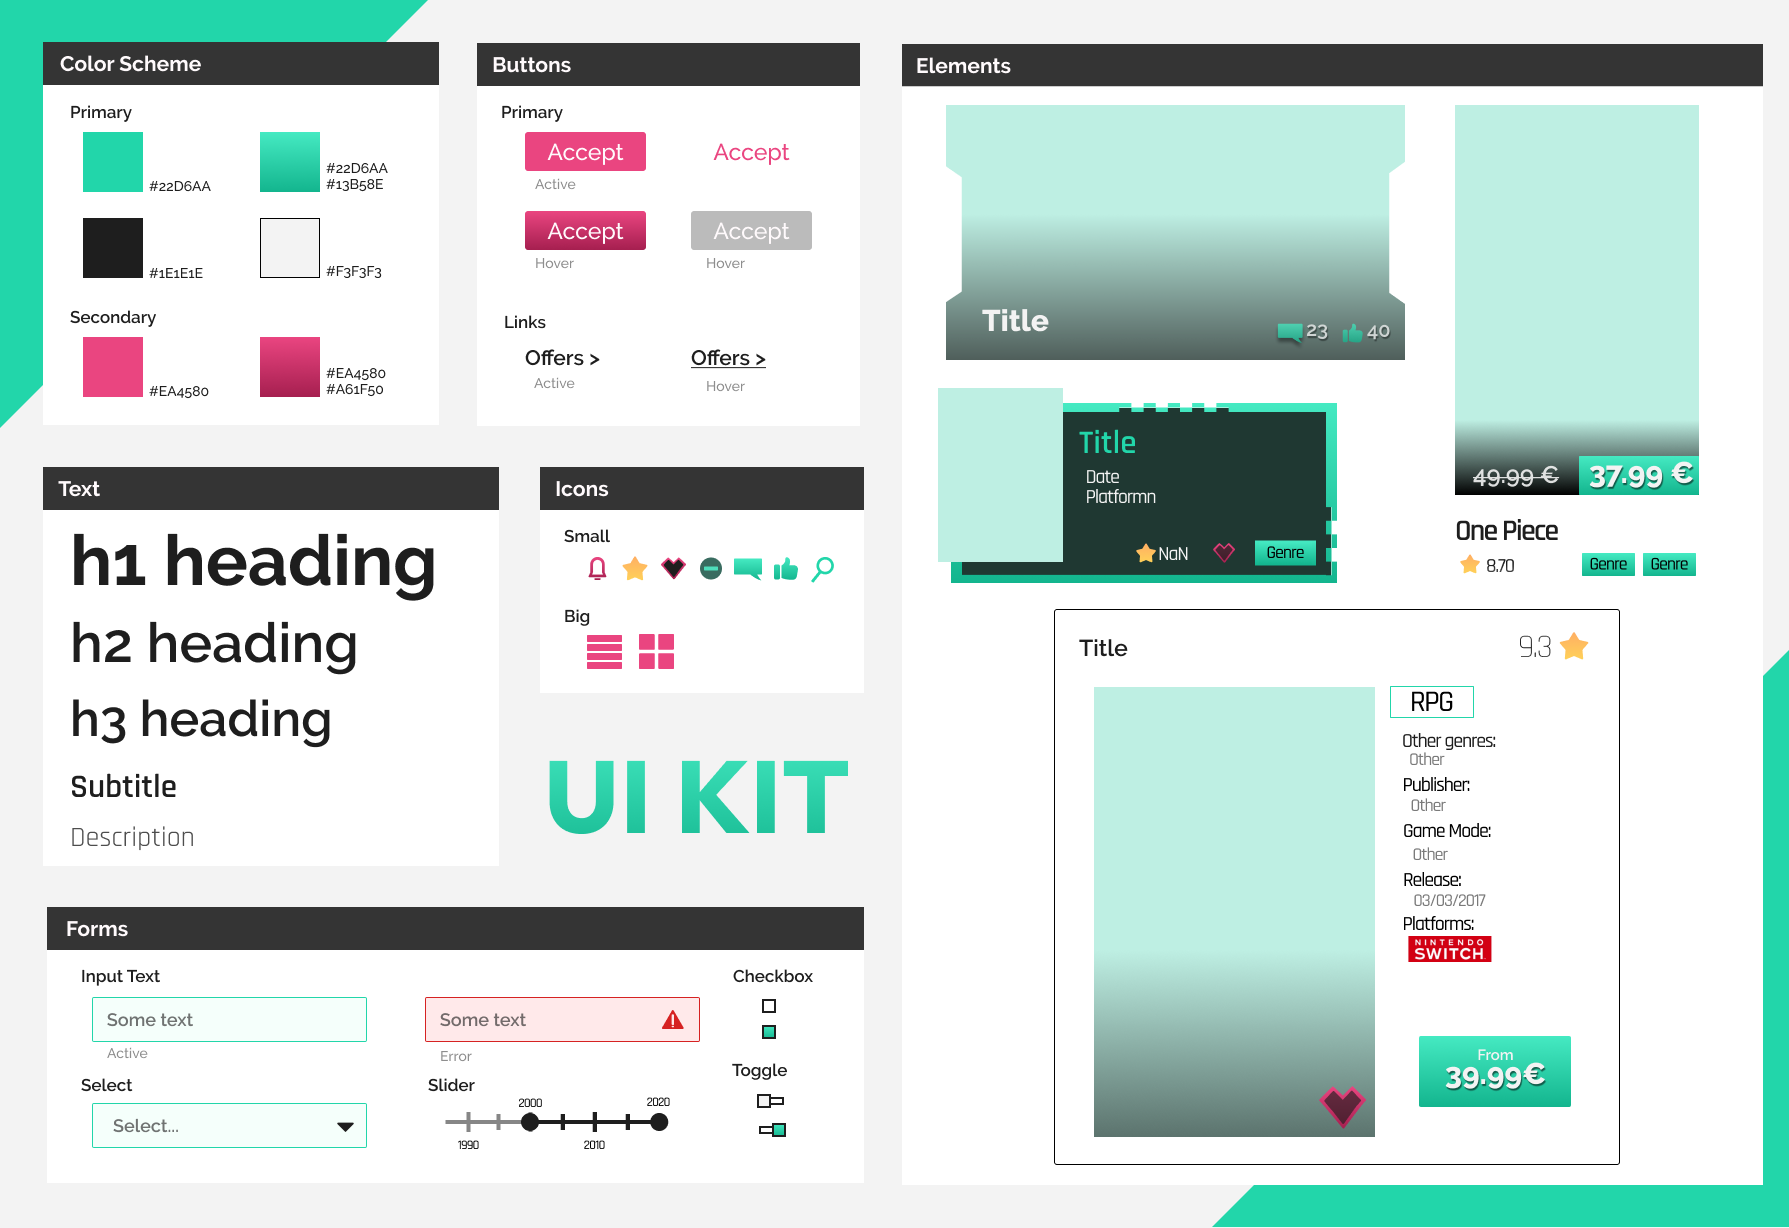 Color Scheme
Primary
#22D6AA
#22D6AA
#13B58E
#1E1E1E
#F3F3F3
Secondary
#EA4580
#EA4580
#A61F50
Buttons
Primary
Accept
Accept
Active
Accept
Accept
Hover
Hover
Links
Offers >
Offers >
Active
Hover
Text
h1 heading
h2 heading
h3 heading
Subtitle
Description
Icons
Small
Big
UI KIT
Forms
Input Text
Some text
Active
Some text
Error
Select
Select...
Slider
2000
2020
1990
2010
Checkbox
Toggle
Elements
Title
23
40
Title
Date
Platformn
NaN
Genre
49.99 €
37.99 €
One Piece
8.70
Genre
Genre
Title
9.3
RPG
Other genres:
Other
Publisher:
Other
Game Mode:
Other
Release:
03/03/2017
Platforms:
NINTENDO
SWITCH
From
39.99€